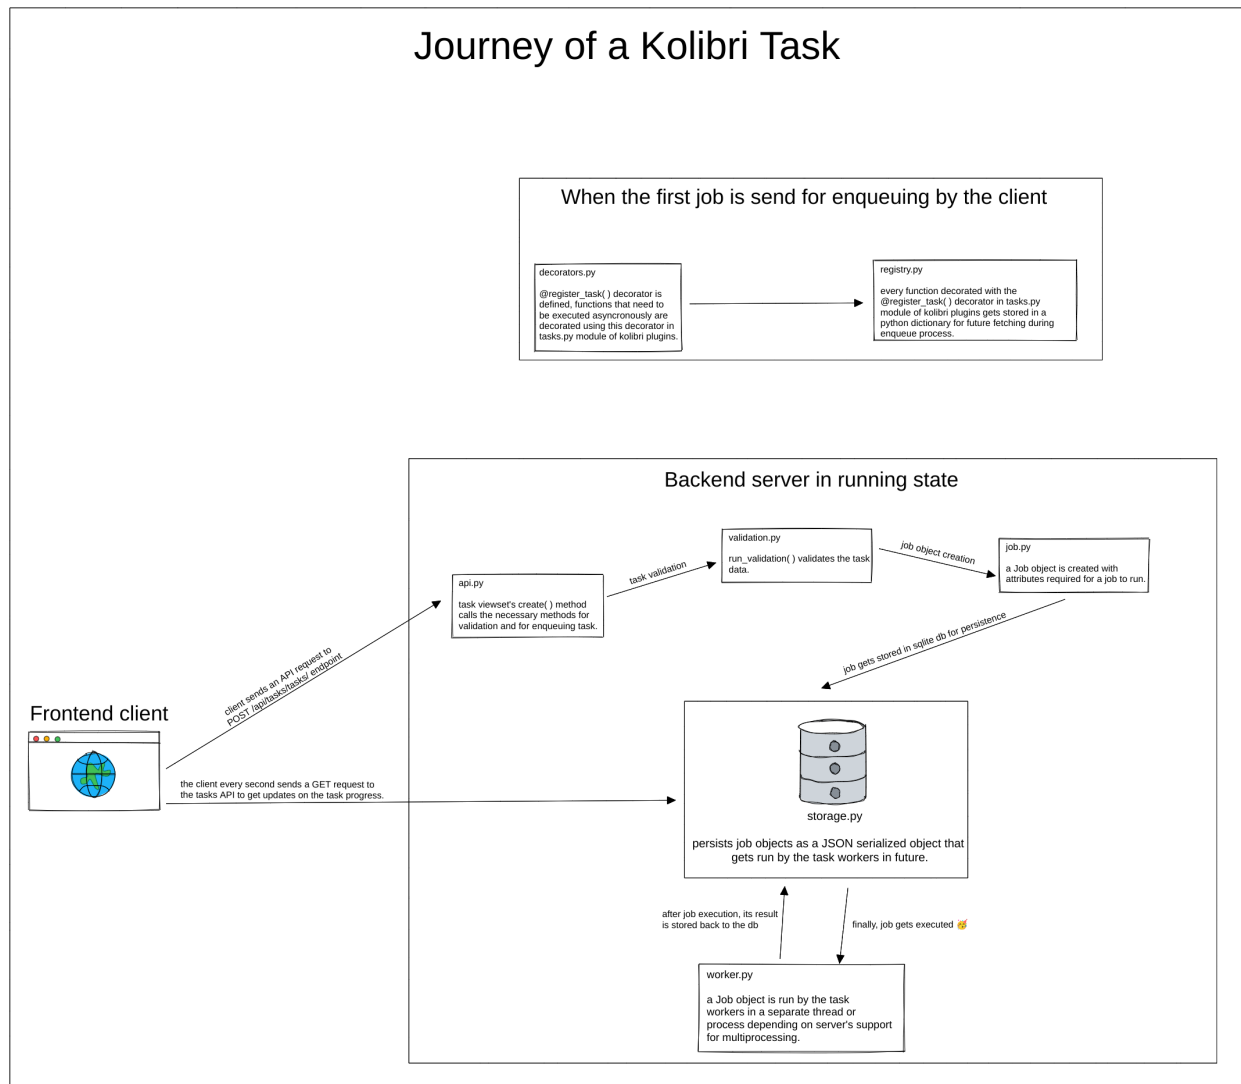 Journey of a Kolibri Task
When the first job is send for enqueuing by the client
decorators.py
@register_task( ) decorator is
defined, functions that need to
be executed asyncronously are
decorated using this decorator in
tasks.py module of kolibri plugins.
registry.py
every function decorated with the
@register_task( ) decorator in tasks.py
module of kolibri plugins gets stored in a
python dictionary for future fetching during
enqueue process.
Backend server in running state
api.py
task viewset's create( ) method
calls the necessary methods for
validation and for enqueuing task.
task validation
validation.py
run_validation( ) validates the task
data.
job object creation
job.py
a Job object is created with
attributes required for a job to run.
job gets stored in sqlite db for persistence
client sends an API request to
POST /api/tasks/tasks/ endpoint
Frontend client
the client every second sends a GET request to
the tasks API to get updates on the task progress.
storage.py
persists job objects as a JSON serialized object that
gets run by the task workers in future.
after job execution, its result
is stored back to the db
finally, job gets executed 🥳
worker.py
a Job object is run by the task
workers in a separate thread or
process depending on server's support
for multiprocessing.